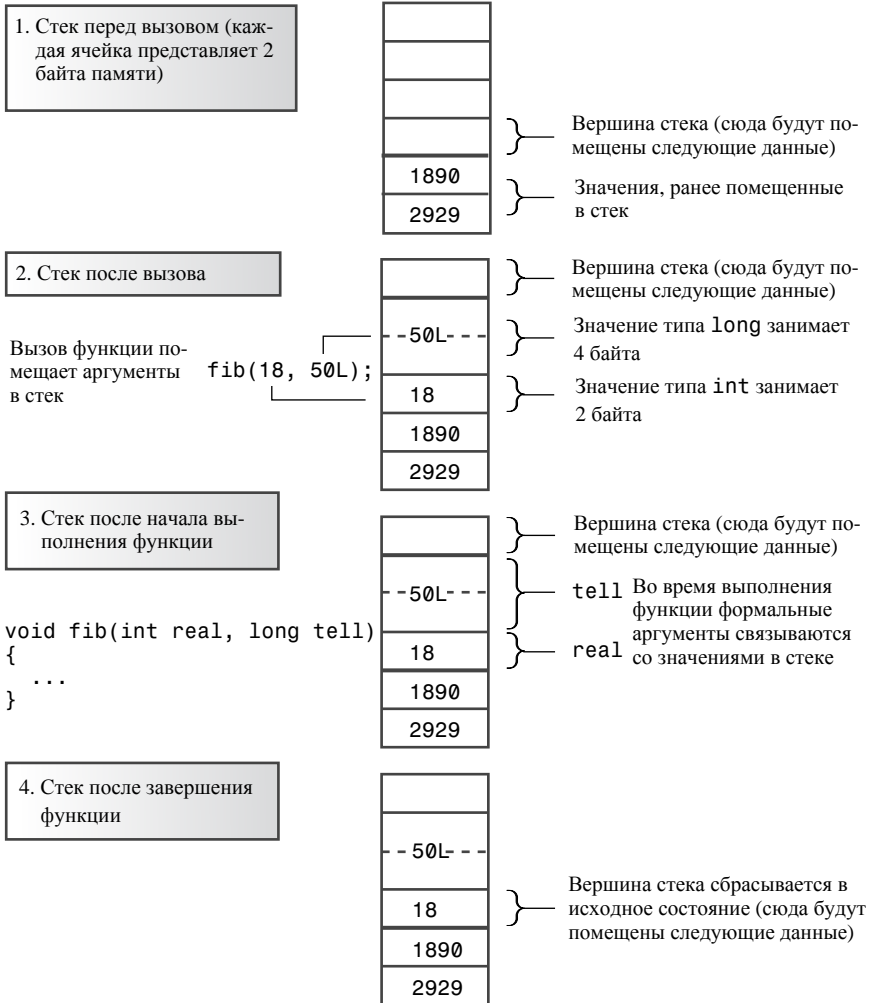 1. Стек перед вызовом (каж-
дая ячейка представляет 2
байта памяти)
Вершина стека (сюда будут по-
мещены следующие данные)
1890
2929
Значения, ранее помещенные
в стек
2. Стек после вызова
Вершина стека (сюда будут по-
мещены следующие данные)
Вызов функции по-
мещает аргументы
в стек
fib(18, 50L);
50L
18
1890
2929
Значение типа long занимает
4 байта
Значение типа int занимает
2 байта
3. Стек после начала вы-
полнения функции
void fib(int real, long tell)
{
...
}
50L
18
1890
2929
Вершина стека (сюда будут по-
мещены следующие данные)
tell
real
Во время выполнения
функции формальные
аргументы связываются
со значениями в стеке
4. Стек после завершения
функции
50L
18
1890
2929
Вершина стека сбрасывается в
исходное состояние (сюда будут
помещены следующие данные)